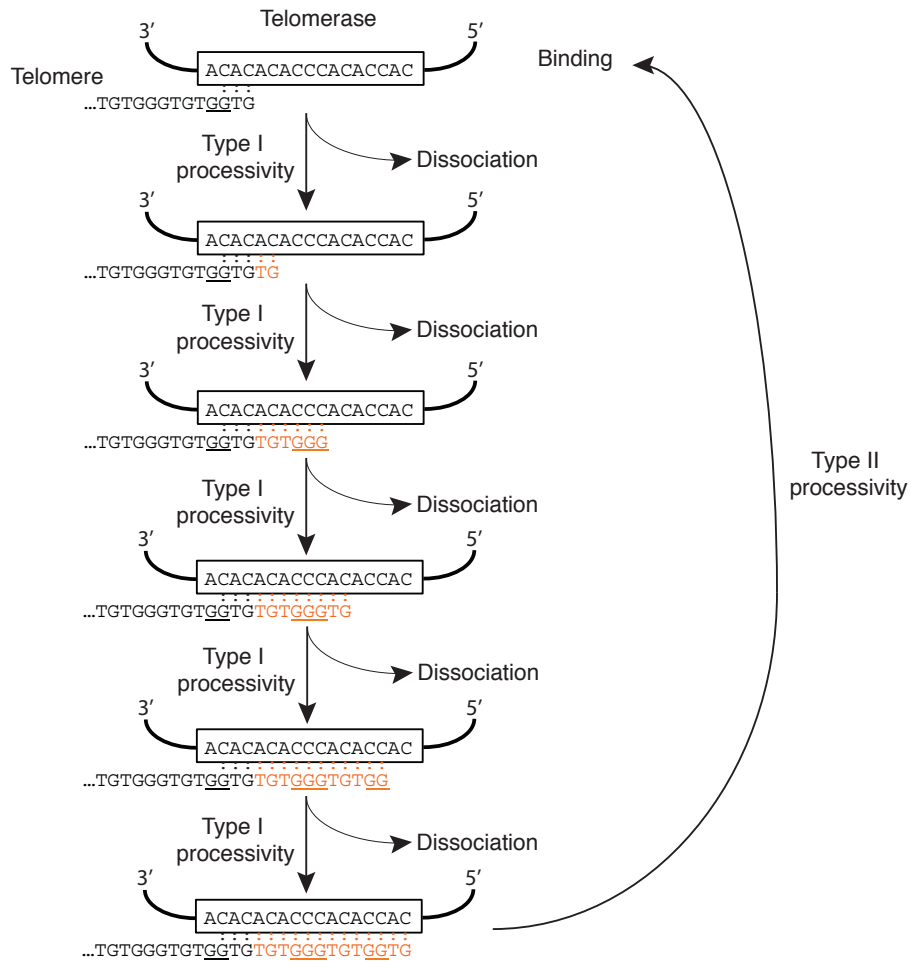 Telomerase
3′ 5′
ACACACACCCACACCAC
Binding
Telomere
...TGTGGGTGTGGTG
Type I
processivity
Dissociation
3′ 5′
ACACACACCCACACCAC
...TGTGGGTGTGGTGTG
Type I
processivity
Dissociation
3′ 5′
ACACACACCCACACCAC
...TGTGGGTGTGGTGTGTGGG
Type II
processivity
Type I
processivity
Dissociation
3′ 5′
ACACACACCCACACCAC
...TGTGGGTGTGGTGTGTGGGTG
Type I
processivity
Dissociation
3′ 5′
ACACACACCCACACCAC
...TGTGGGTGTGGTGTGTGGGTGTGG
Type I
processivity
Dissociation
3′ 5′
ACACACACCCACACCAC
...TGTGGGTGTGGTGTGTGGGTGTGGTG